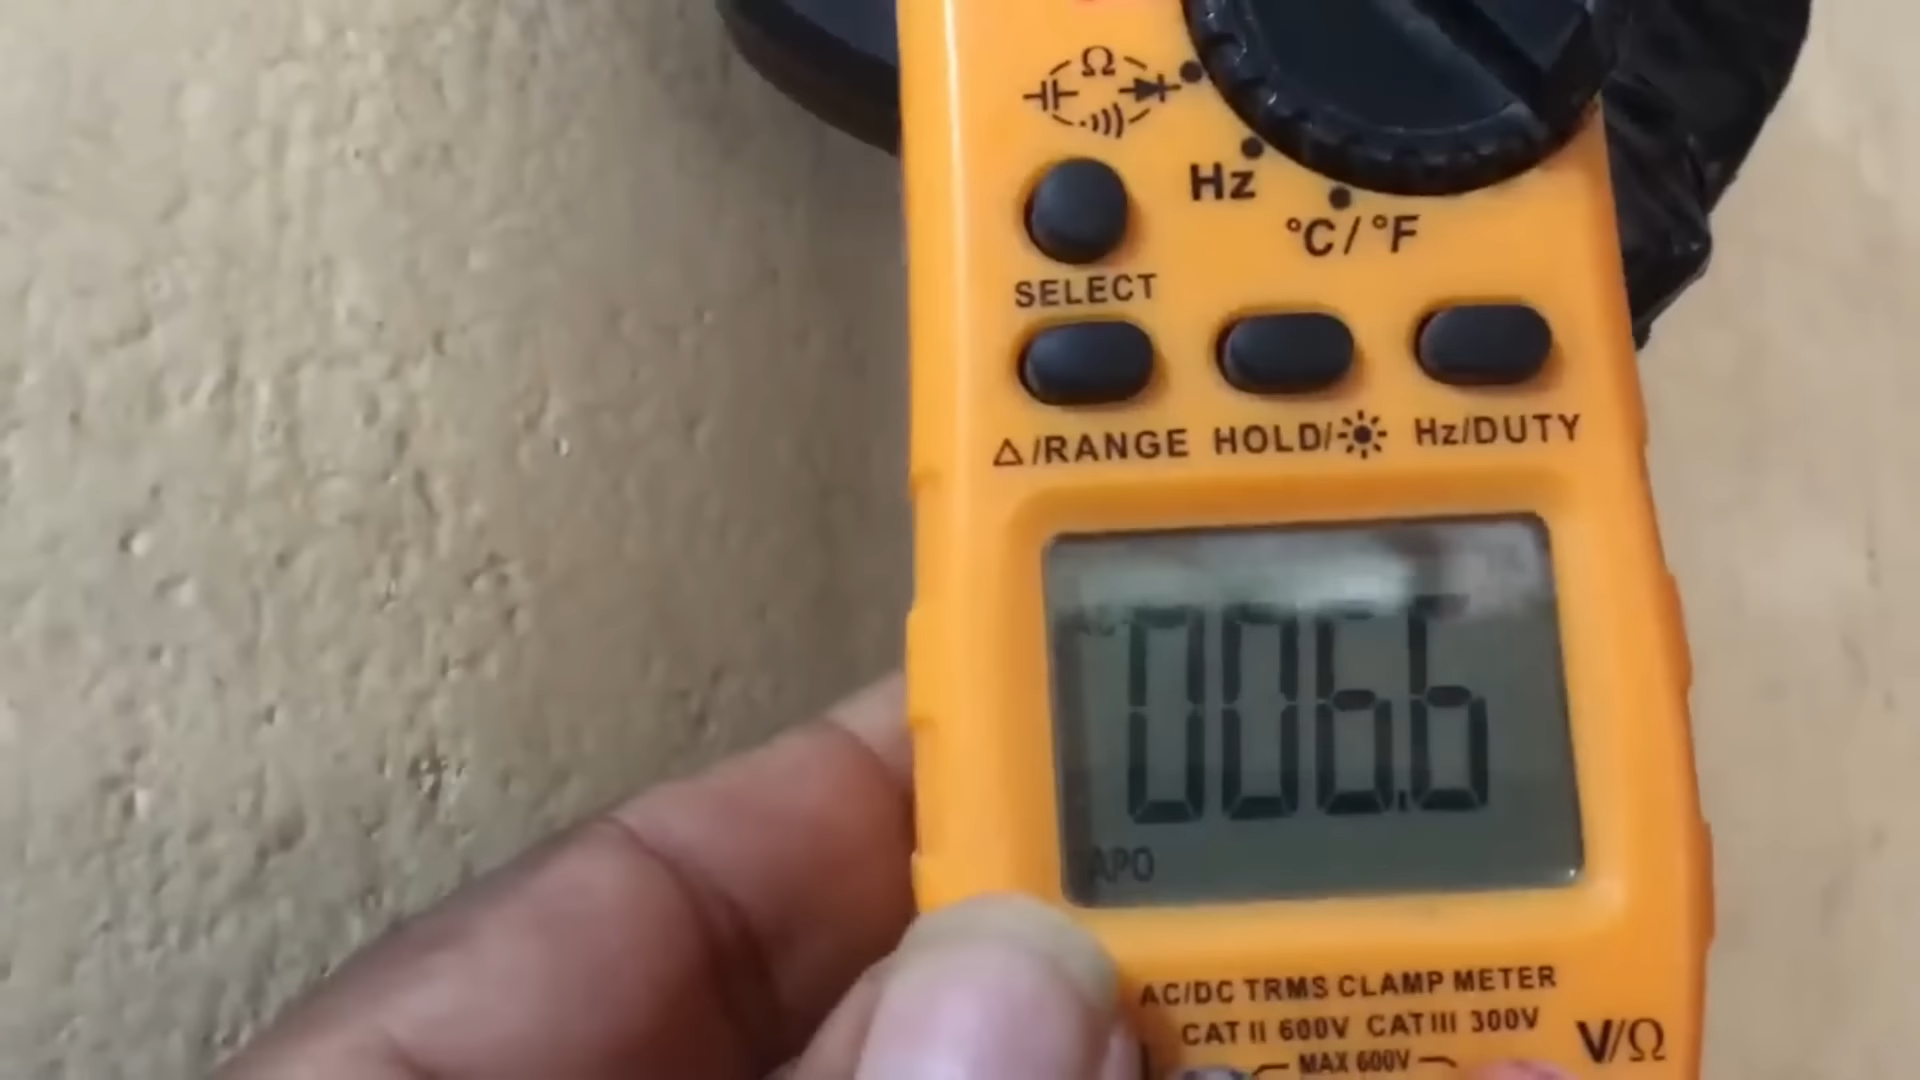 Ω
Hz
°C/°F
SELECT
△/RANGE HOLD/☀ Hz/DUTY
006.6
APO
AC/DC TRMS CLAMP METER
CAT II 600V CAT III 300V
MAX 600V
V/Ω